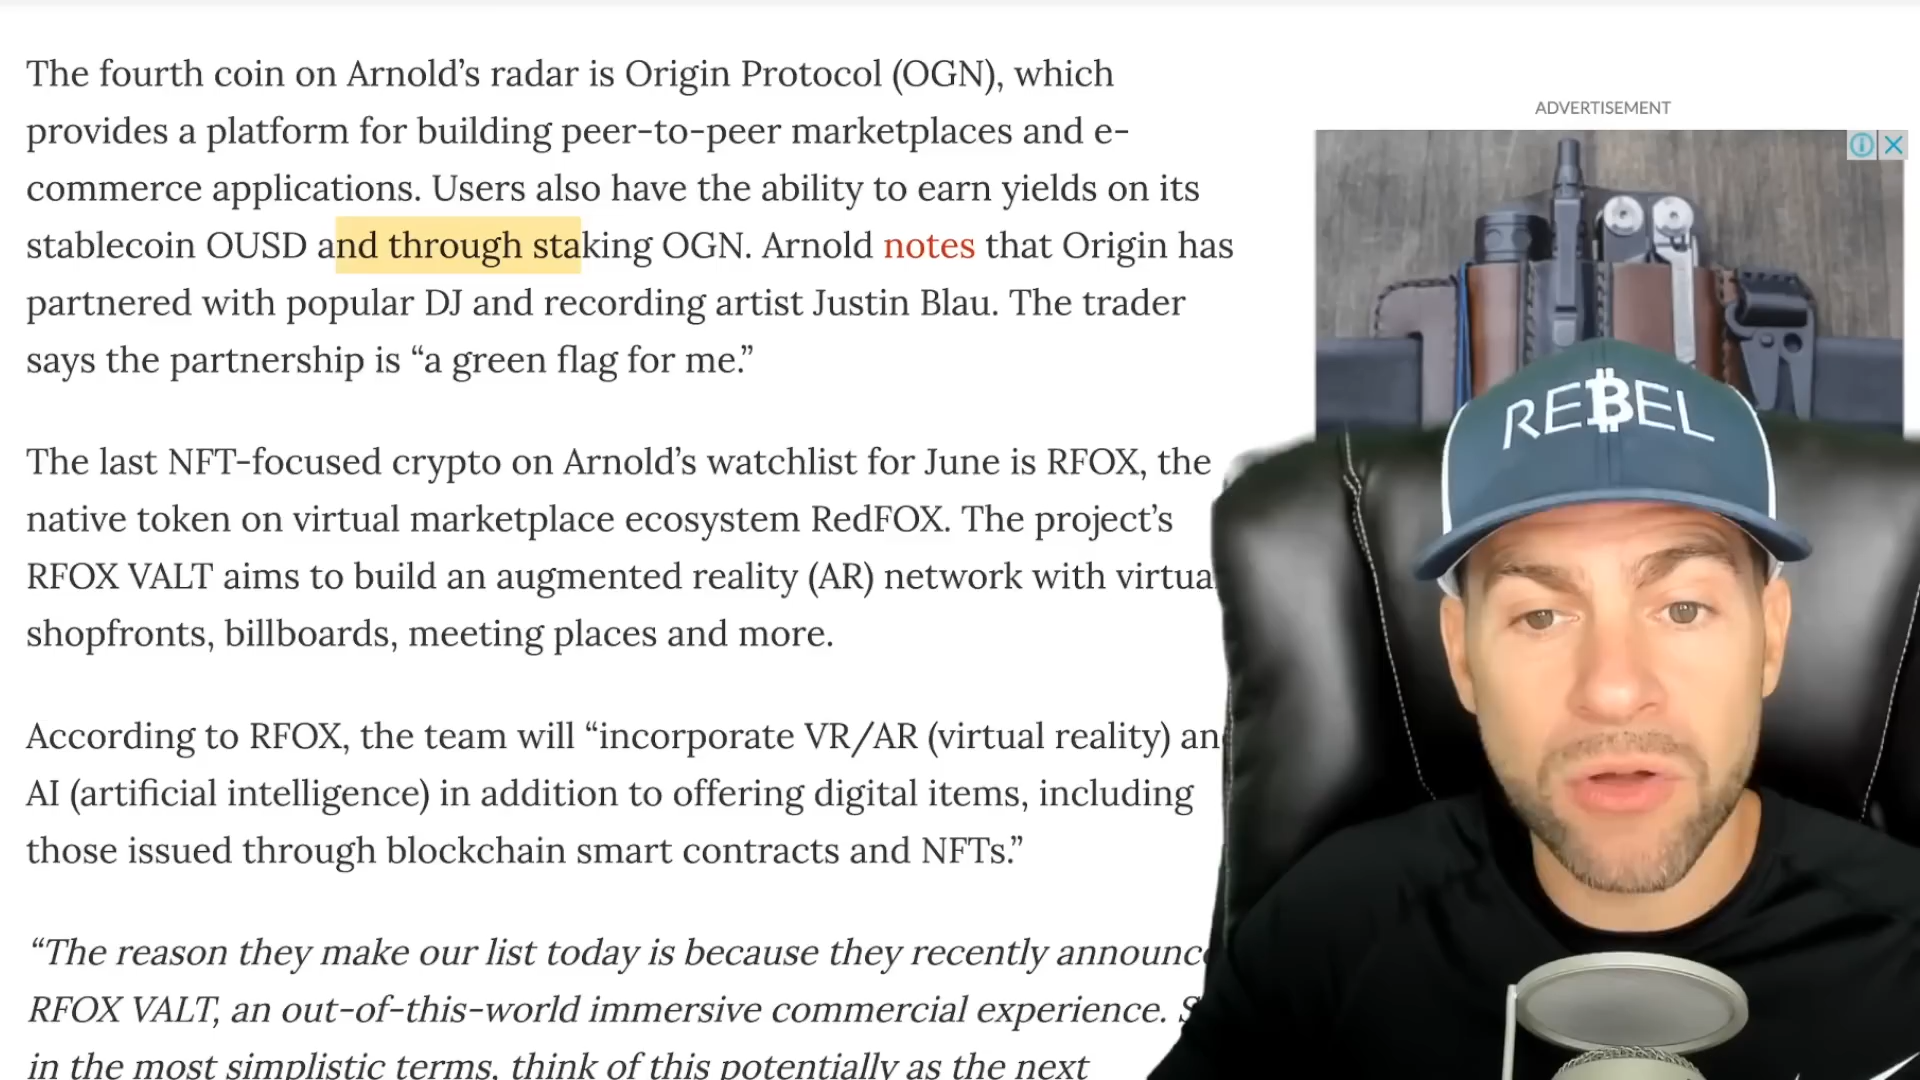 The fourth coin on Arnold’s radar is Origin Protocol (OGN), which
provides a platform for building peer-to-peer marketplaces and e-
commerce applications. Users also have the ability to earn yields on its
stablecoin OUSD and through staking OGN. Arnold notes that Origin has
partnered with popular DJ and recording artist Justin Blau. The trader
says the partnership is “a green flag for me.”
The last NFT-focused crypto on Arnold’s watchlist for June is RFOX, the
native token on virtual marketplace ecosystem RedFOX. The project’s
RFOX VALT aims to build an augmented reality (AR) network with virtua
shopfronts, billboards, meeting places and more.
According to RFOX, the team will “incorporate VR/AR (virtual reality) an
AI (artificial intelligence) in addition to offering digital items, including
those issued through blockchain smart contracts and NFTs.”
“The reason they make our list today is because they recently announc
RFOX VALT, an out-of-this-world immersive commercial experience. S
in the most simplistic terms, think of this potentially as the next
ADVERTISEMENT
RE₿EL